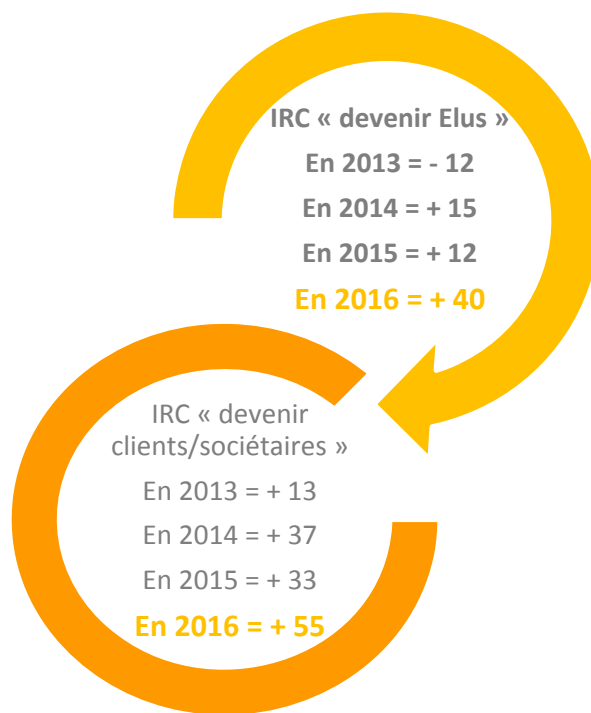 IRC « devenir Elus »
En 2013 = - 12
En 2014 = + 15
En 2015 = + 12
En 2016 = + 40
IRC « devenir
clients/sociétaires »
En 2013 = + 13
En 2014 = + 37
En 2015 = + 33
En 2016 = + 55